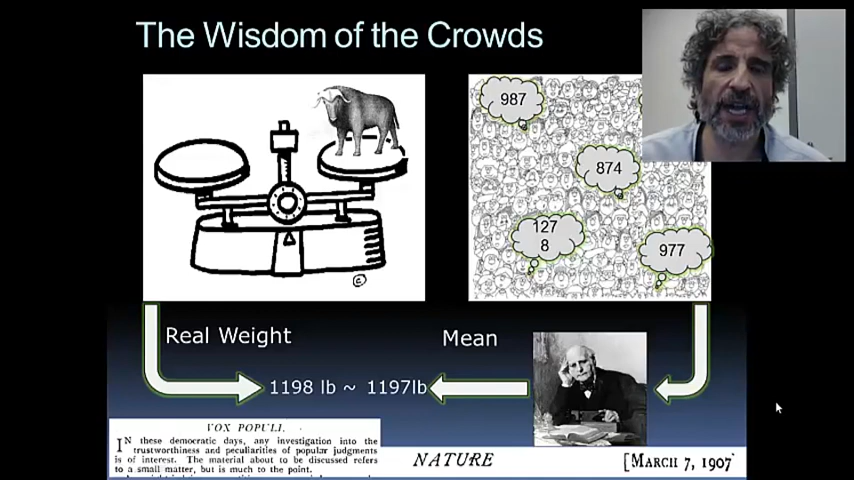 The Wisdom of the Crowds
987
874
127
8
977
©
Real Weight
Mean
1198 lb ~ 1197lb
VOX POPULI.
IN these democratic days, any investigation into the
trustworthiness and peculiarities of popular judgments
is of interest. The material about to be discussed refers
to a small matter, but is much to the point.
NATURE
[MARCH 7, 1907